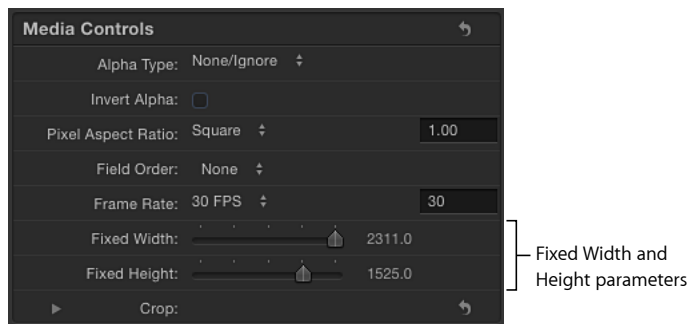 Media Controls
Alpha Type: None/Ignore
Invert Alpha:
Pixel Aspect Ratio: Square 1.00
Field Order: None
Frame Rate: 30 FPS 30
Fixed Width: 2311.0
Fixed Height: 1525.0
Crop:
Fixed Width and
Height parameters